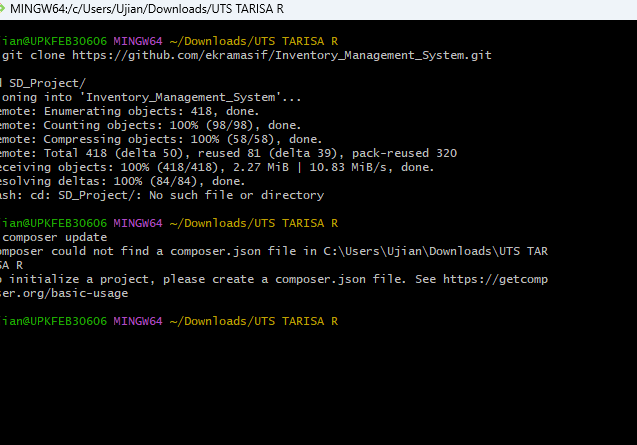 MINGW64:/c/Users/Ujian/Downloads/UTS TARISA R
ian@UPKFEB30606 MINGW64 ~/Downloads/UTS TARISA R
git clone https://github.com/ekramasif/Inventory_Management_System.git
d SD_Project/
oning into 'Inventory_Management_System'...
emote: Enumerating objects: 418, done.
emote: Counting objects: 100% (98/98), done.
emote: Compressing objects: 100% (58/58), done.
emote: Total 418 (delta 50), reused 81 (delta 39), pack-reused 320
eceiving objects: 100% (418/418), 2.27 MiB | 10.83 MiB/s, done.
esolving deltas: 100% (84/84), done.
ash: cd: SD_Project/: No such file or directory
ian@UPKFEB30606 MINGW64 ~/Downloads/UTS TARISA R
composer update
omposer could not find a composer.json file in C:\Users\Ujian\Downloads\UTS TAR
SA R
o initialize a project, please create a composer.json file. See https://getcomp
ser.org/basic-usage
ian@UPKFEB30606 MINGW64 ~/Downloads/UTS TARISA R